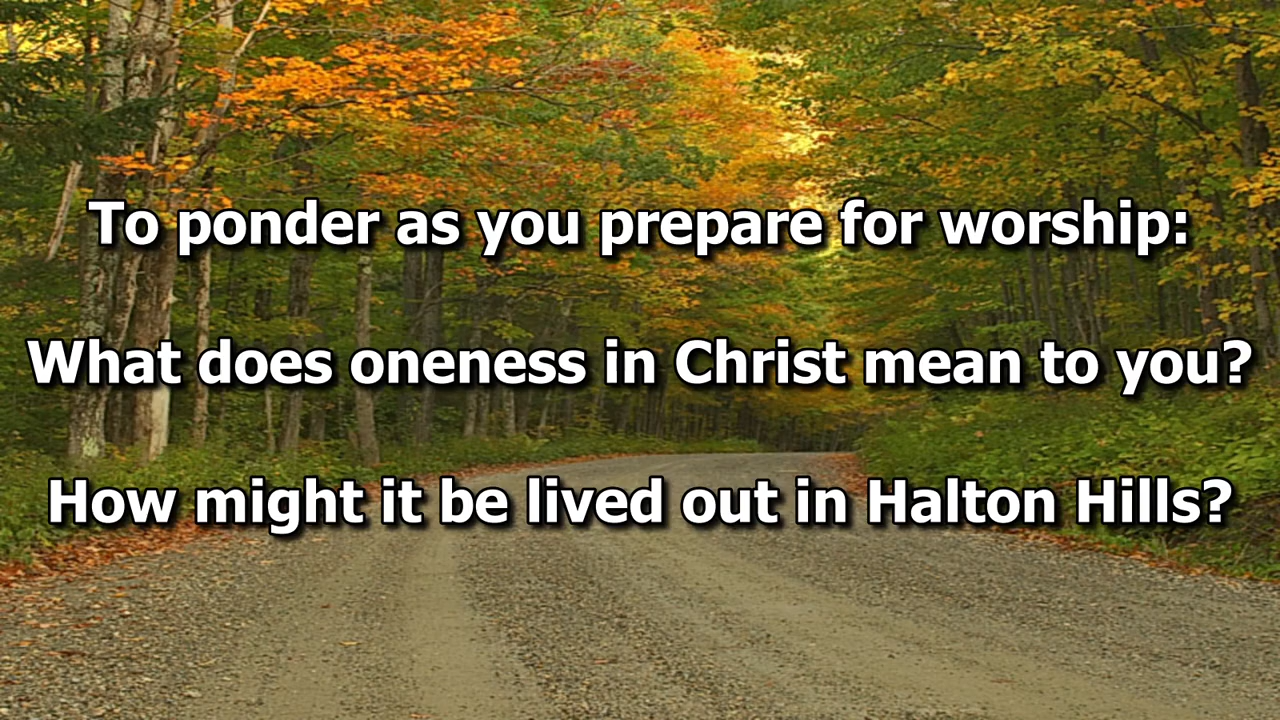 To ponder as you prepare for worship:
What does oneness in Christ mean to you?
How might it be lived out in Halton Hills?